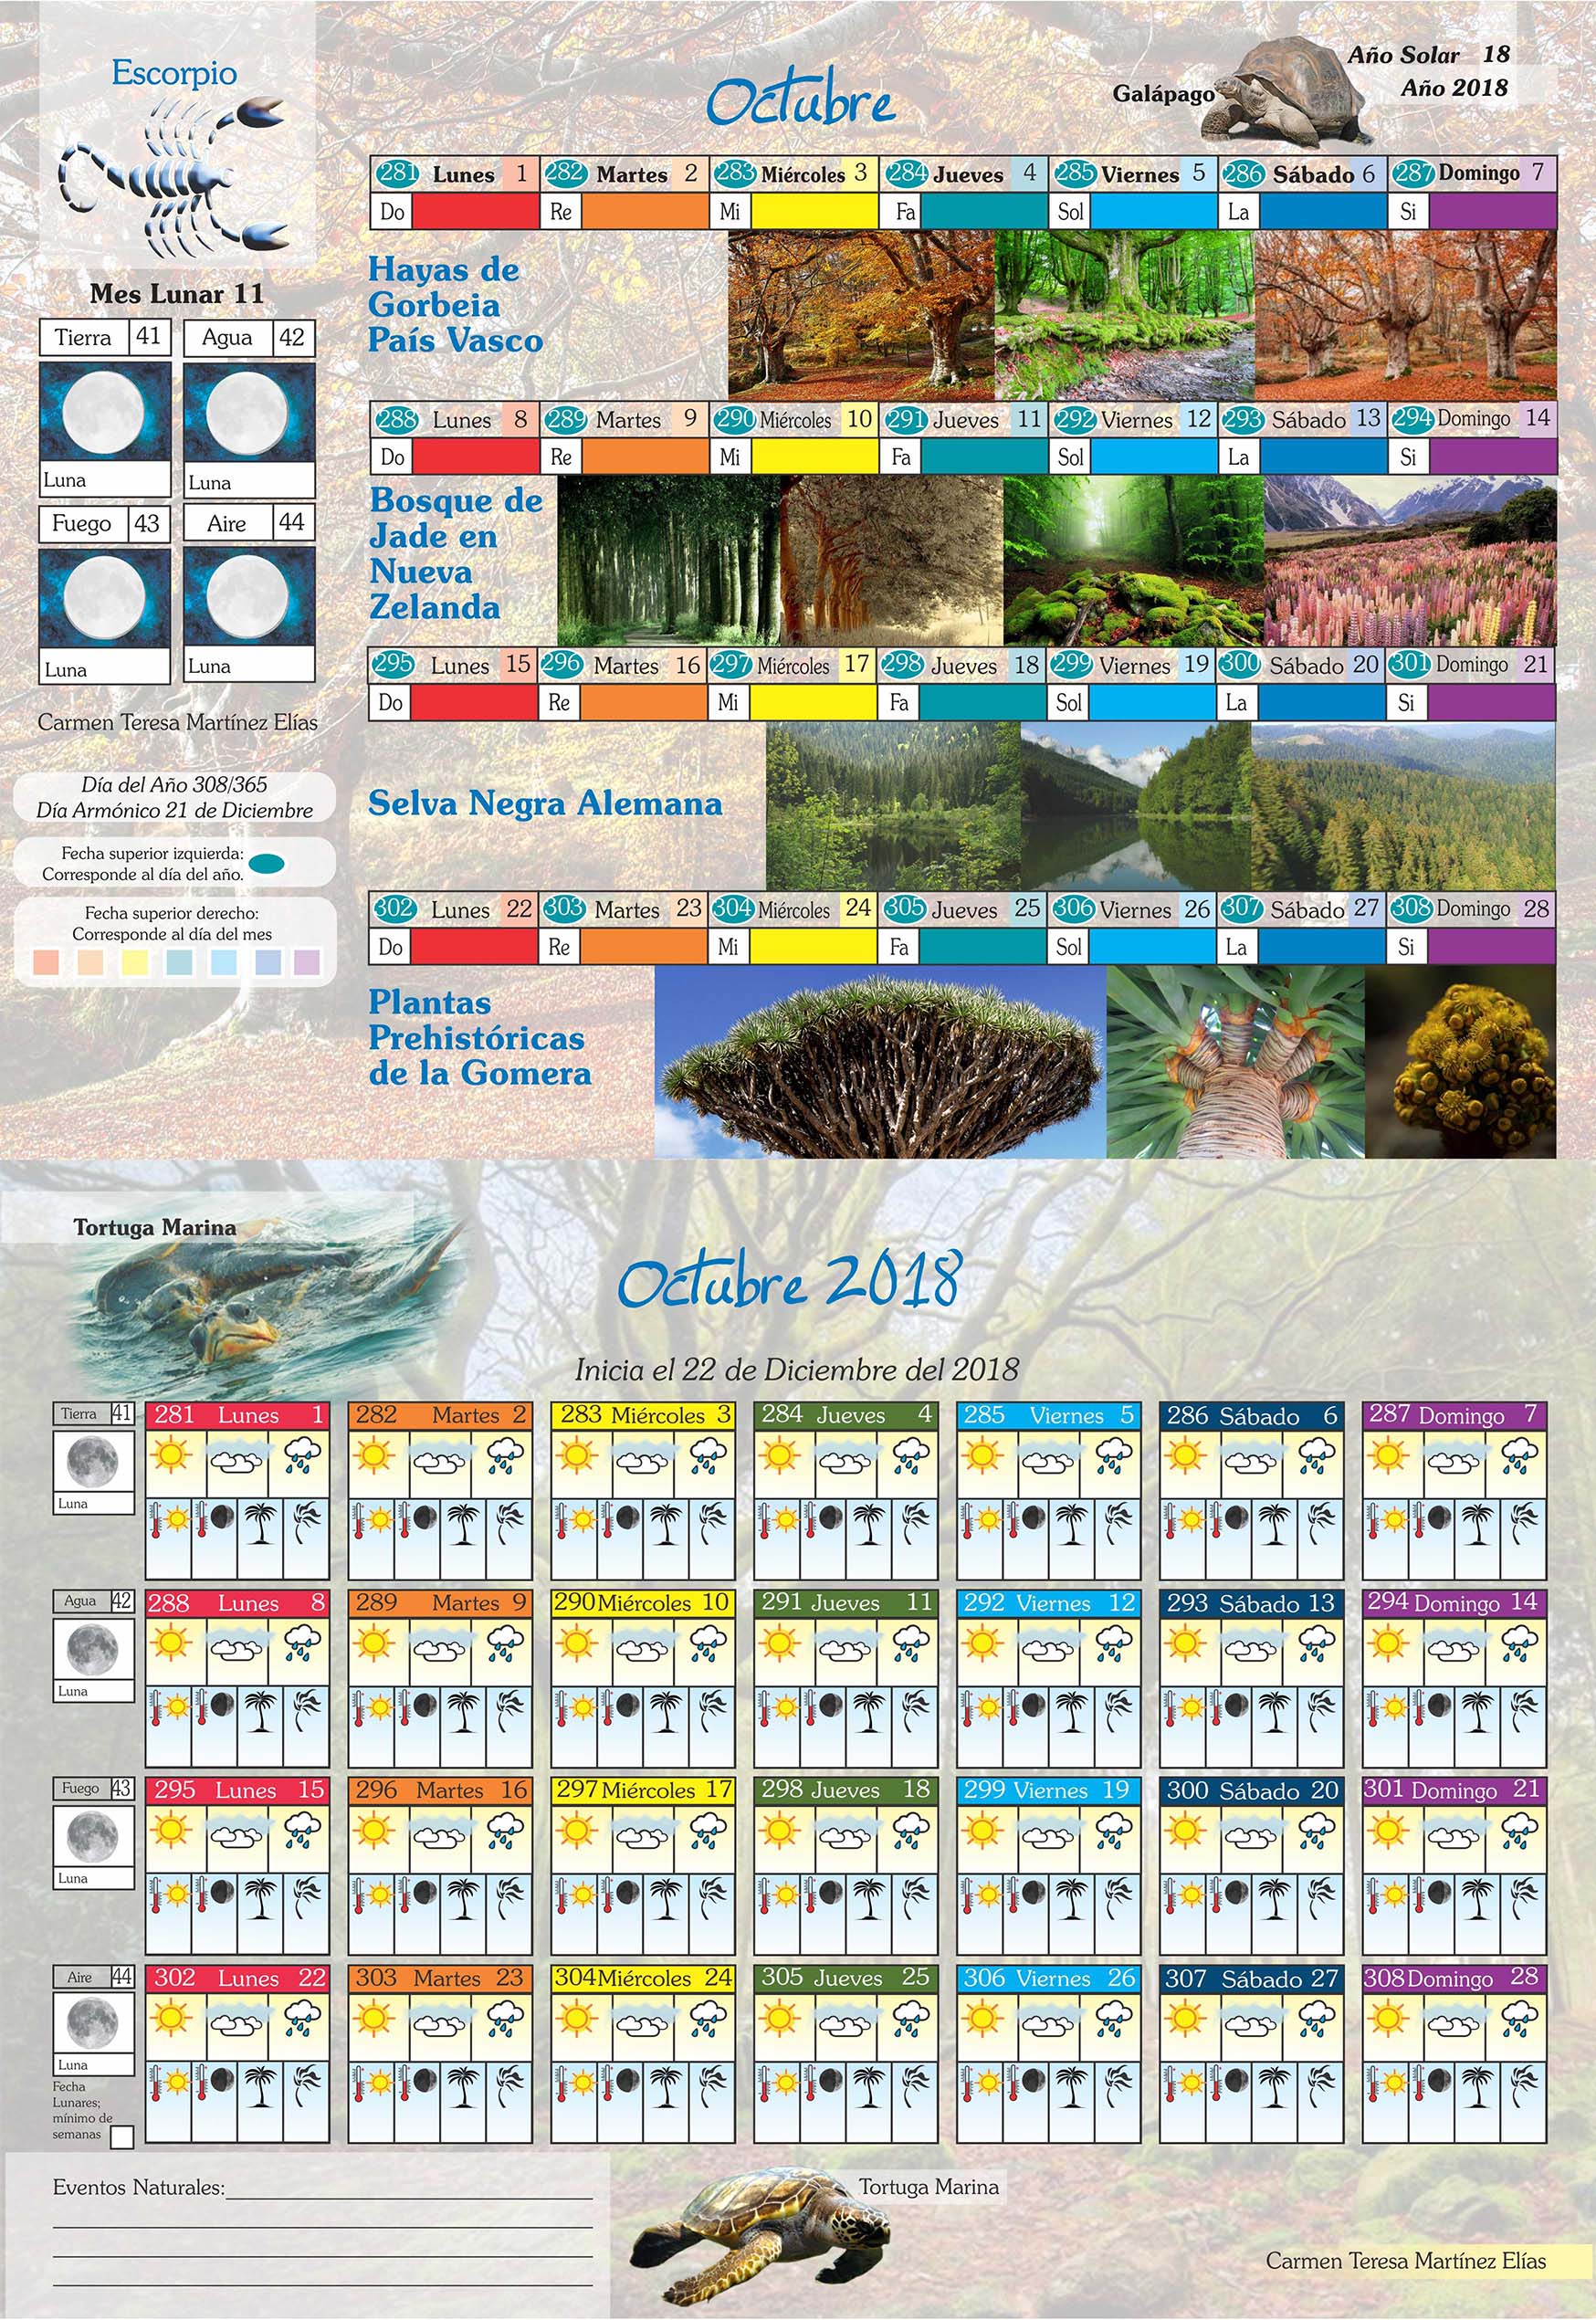 Escorpio
Octubre
Galápago
Año Solar 18
Año 2018
281 Lunes 1 282 Martes 2 283 Miércoles 3 284 Jueves 4 285 Viernes 5 286 Sábado 6 287 Domingo 7
Do Re Mi Fa Sol La Si
Hayas de
Gorbeia
País Vasco
288 Lunes 8 289 Martes 9 290 Miércoles 10 291 Jueves 11 292 Viernes 12 293 Sábado 13 294 Domingo 14
Do Re Mi Fa Sol La Si
Bosque de
Jade en
Nueva
Zelanda
295 Lunes 15 296 Martes 16 297 Miércoles 17 298 Jueves 18 299 Viernes 19 300 Sábado 20 301 Domingo 21
Do Re Mi Fa Sol La Si
Selva Negra Alemana
302 Lunes 22 303 Martes 23 304 Miércoles 24 305 Jueves 25 306 Viernes 26 307 Sábado 27 308 Domingo 28
Do Re Mi Fa Sol La Si
Plantas
Prehistóricas
de la Gomera
Mes Lunar 11
Tierra 41 Agua 42
Luna Luna
Fuego 43 Aire 44
Luna Luna
Carmen Teresa Martínez Elías
Día del Año 308/365
Día Armónico 21 de Diciembre
Fecha superior izquierda:
Corresponde al día del año.
Fecha superior derecho:
Corresponde al día del mes
Tortuga Marina
Octubre 2018
Inicia el 22 de Diciembre del 2018
Tierra 41 281 Lunes 1 282 Martes 2 283 Miércoles 3 284 Jueves 4 285 Viernes 5 286 Sábado 6 287 Domingo 7
Luna
Agua 42 288 Lunes 8 289 Martes 9 290 Miércoles 10 291 Jueves 11 292 Viernes 12 293 Sábado 13 294 Domingo 14
Luna
Fuego 43 295 Lunes 15 296 Martes 16 297 Miércoles 17 298 Jueves 18 299 Viernes 19 300 Sábado 20 301 Domingo 21
Luna
Aire 44 302 Lunes 22 303 Martes 23 304 Miércoles 24 305 Jueves 25 306 Viernes 26 307 Sábado 27 308 Domingo 28
Luna
Fecha
Lunares;
mínimo de
semanas
Eventos Naturales:
Tortuga Marina
Carmen Teresa Martínez Elías